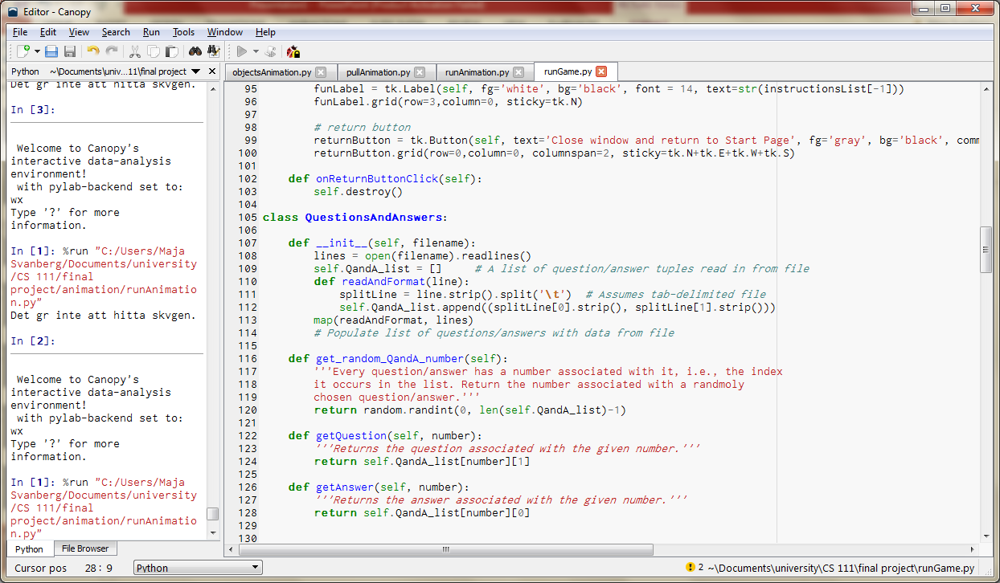 Editor - Canopy
File Edit View Search Run Tools Window Help
Python ~\Documents\univ...11\final project
Det gr inte att hitta skvgen.
In [3]:
Welcome to Canopy's
interactive data-analysis
environment!
with pylab-backend set to:
wx
Type '?' for more
information.
In [1]: %run "C:/Users/Maja
Svanberg/Documents/university
/CS 111/final
project/animation/runAnimatio
n.py"
Det gr inte att hitta skvgen.
In [2]:
Welcome to Canopy's
interactive data-analysis
environment!
with pylab-backend set to:
wx
Type '?' for more
information.
In [1]: %run "C:/Users/Maja
Svanberg/Documents/university
/CS 111/final
project/animation/runAnimatio
n.py"
Python File Browser
objectsAnimation.py pullAnimation.py runAnimation.py runGame.py
95 funLabel = tk.Label(self, fg='white', bg='black', font = 14, text=str(instructionsList[-1]))
96 funLabel.grid(row=3,column=0, sticky=tk.N)
97
98 # return button
99 returnButton = tk.Button(self, text='Close window and return to Start Page', fg='gray', bg='black', comm
100 returnButton.grid(row=0,column=0, columnspan=2, sticky=tk.N+tk.E+tk.W+tk.S)
101
102 def onReturnButtonClick(self):
103 self.destroy()
104
105 class QuestionsAndAnswers:
106
107 def __init__(self, filename):
108 lines = open(filename).readlines()
109 self.QandA_list = [] # A list of question/answer tuples read in from file
110 def readAndFormat(line):
111 splitLine = line.strip().split('\t') # Assumes tab-delimited file
112 self.QandA_list.append((splitLine[0].strip(), splitLine[1].strip()))
113 map(readAndFormat, lines)
114 # Populate list of questions/answers with data from file
115
116 def get_random_QandA_number(self):
117 '''Every question/answer has a number associated with it, i.e., the index
118 it occurs in the list. Return the number associated with a randmoly
119 chosen question/answer.'''
120 return random.randint(0, len(self.QandA_list)-1)
121
122 def getQuestion(self, number):
123 '''Returns the question associated with the given number.'''
124 return self.QandA_list[number][1]
125
126 def getAnswer(self, number):
127 '''Returns the answer associated with the given number.'''
128 return self.QandA_list[number][0]
129
130
Cursor pos 28 : 9 Python 2 ~\Documents\university\CS 111\final project\runGame.py